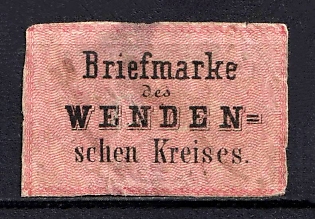 Briefmarke
des
WENDEN=
schen Kreises.